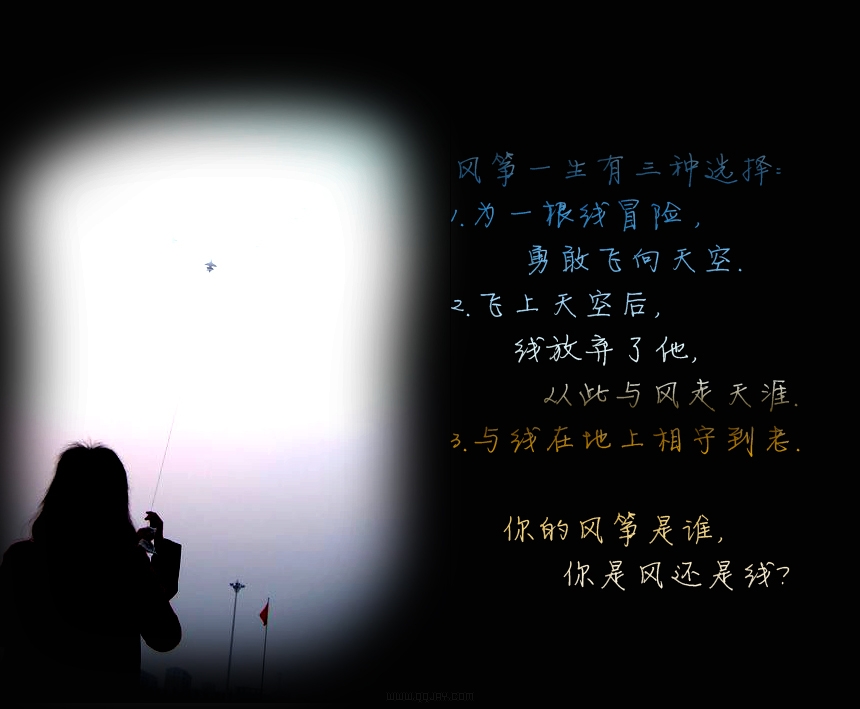 风筝一生有三种选择:
1.为一根线冒险,
勇敢飞向天空.
2.飞上天空后,
线放弃了他,
从此与风走天涯.
3.与线在地上相守到老.
你的风筝是谁,
你是风还是线?
WWW.QQJAY.COM